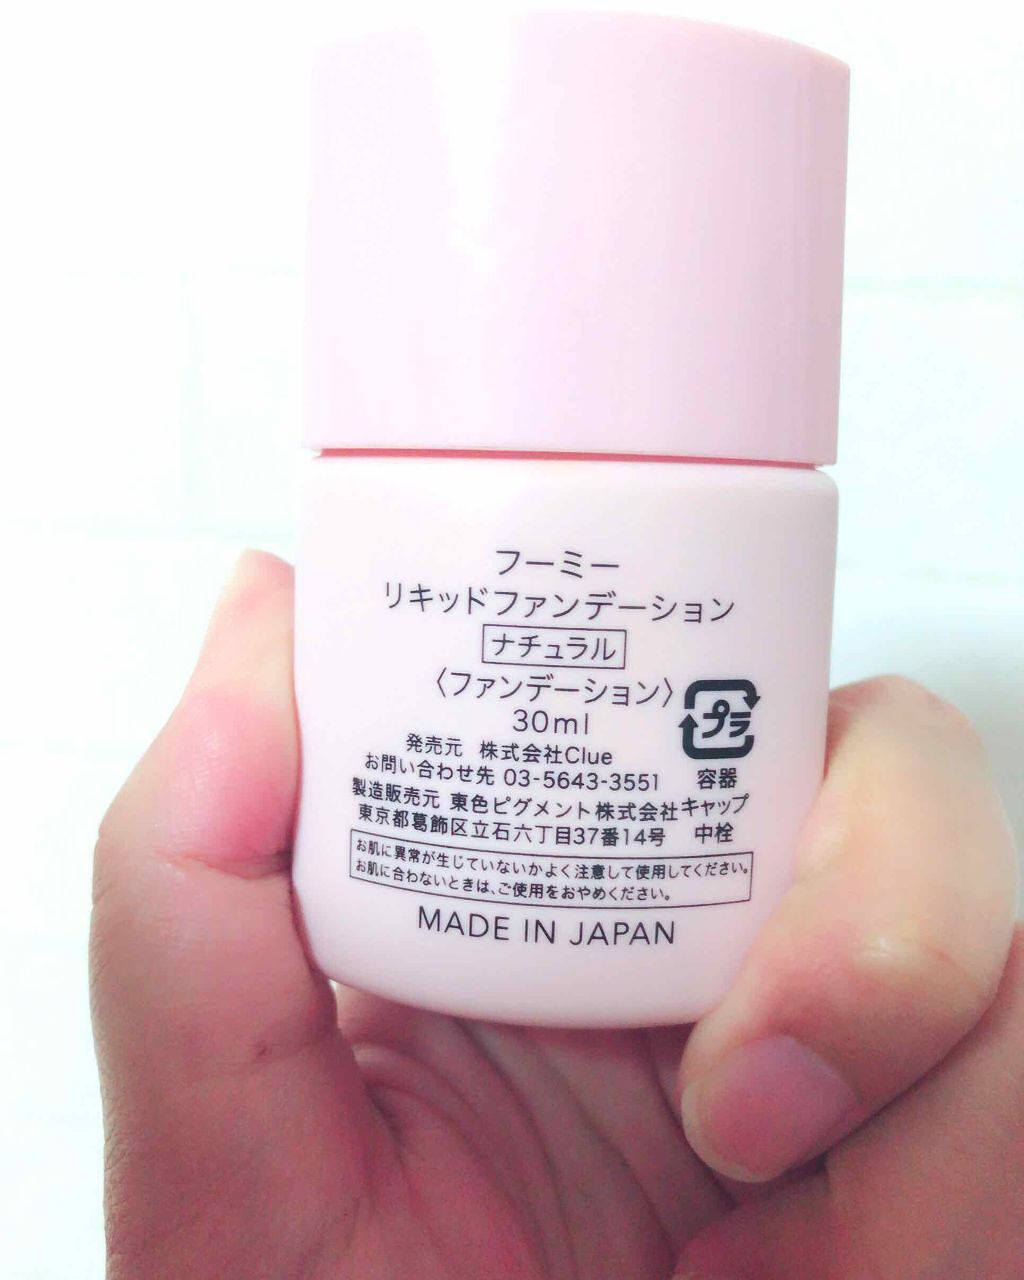 フーミー
リキッドファンデーション
ナチュラル
〈ファンデーション〉
30ml
発売元 株式会社Clue
お問い合わせ先 03-5643-3551
製造販売元 東色ピグメント株式会社
東京都葛飾区立石六丁目37番14号
プラ
容器
キャップ
中栓
お肌に異常が生じていないかよく注意して使用してください。
お肌に合わないときは、ご使用をおやめください。
MADE IN JAPAN